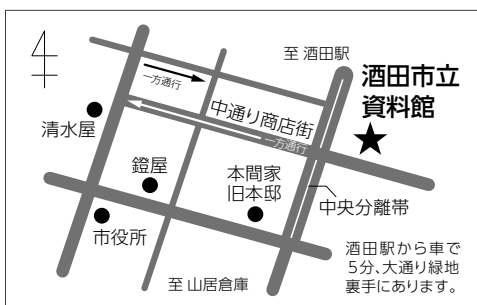 至 酒田駅
酒田市立
資料館
一方通行
中通り商店街
一方通行
清水屋
鐙屋
本間家
旧本邸
中央分離帯
市役所
至 山居倉庫
酒田駅から車で
5分、大通り緑地
裏手にあります。